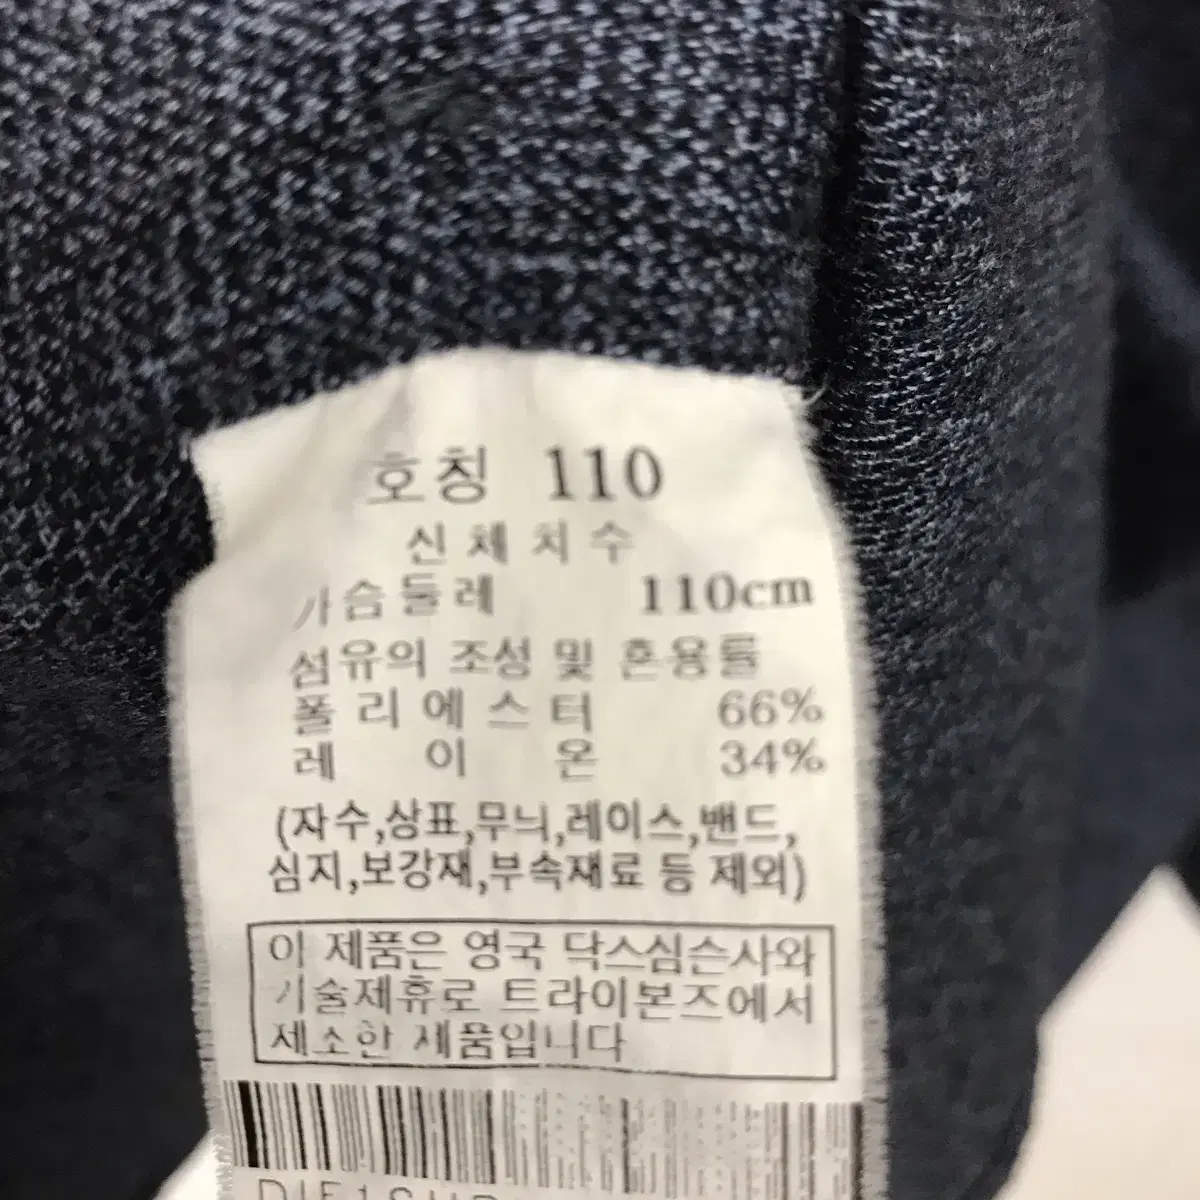 호칭 110
신체치수
가슴둘레 110cm
섬유의 조성 및 혼용률
폴리에스터 66%
레이온 34%
(자수,상표,무늬,레이스,밴드,
심지,보강재,부속재료 등 제외)
이 제품은 영국 닥스심슨사와
기술제휴로 트라이본즈에서
제조한 제품입니다